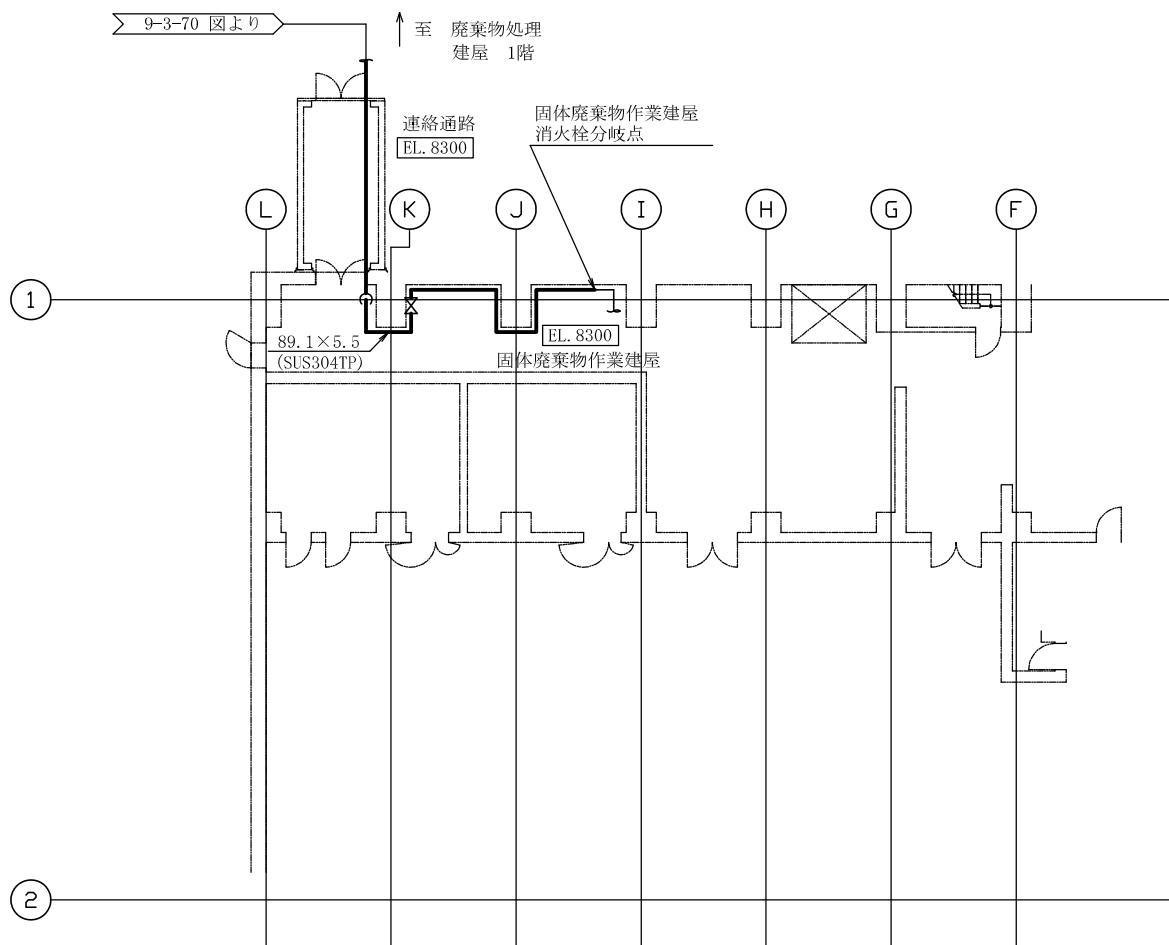 9-3-70 図より
至 廃棄物処理
建屋 1階
連絡通路
EL.8300
固体廃棄物作業建屋
消火栓分岐点
L
K
J
I
H
G
F
1
89.1×5.5
(SUS304TP)
EL.8300
固体廃棄物作業建屋
2